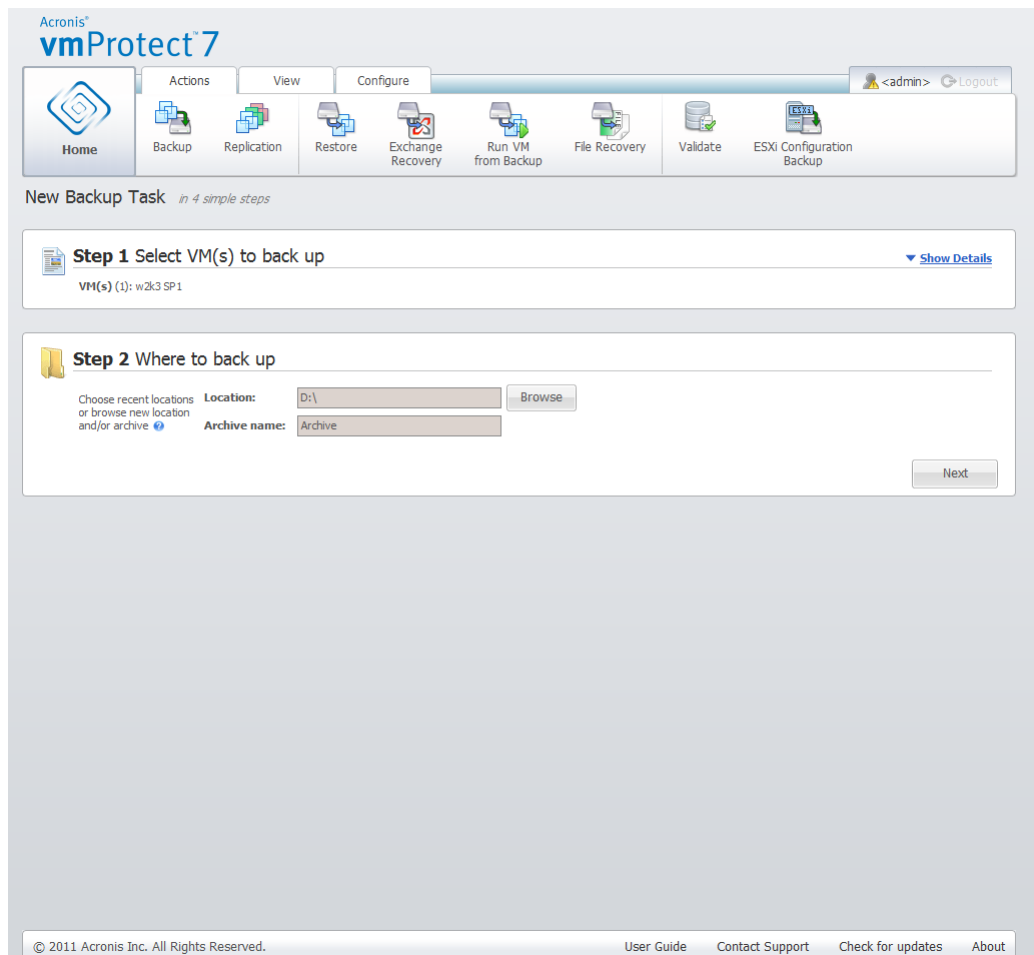 Acronis®
vmProtect™ 7
Actions
View
Configure
<admin>
Logout
Home
Backup
Replication
Restore
Exchange
Recovery
Run VM
from Backup
File Recovery
Validate
ESXi
ESXi Configuration
Backup
New Backup Task in 4 simple steps
Step 1 Select VM(s) to back up
Show Details
VM(s) (1): w2k3 SP1
Step 2 Where to back up
Choose recent locations
or browse new location
and/or archive
Location:
D:\
Browse
Archive name:
Archive
Next
© 2011 Acronis Inc. All Rights Reserved.
User Guide
Contact Support
Check for updates
About